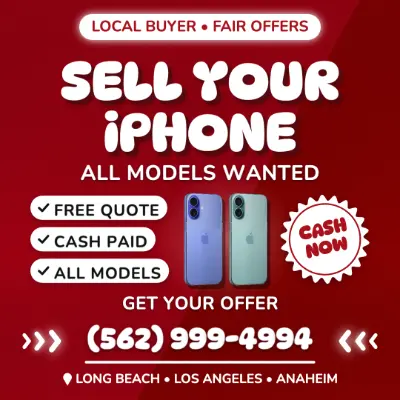 LOCAL BUYER • FAIR OFFERS
SELL YOUR
iPHONE
ALL MODELS WANTED
FREE QUOTE
CASH PAID
ALL MODELS
CASH
NOW
GET YOUR OFFER
(562) 999-4994
LONG BEACH • LOS ANGELES • ANAHEIM